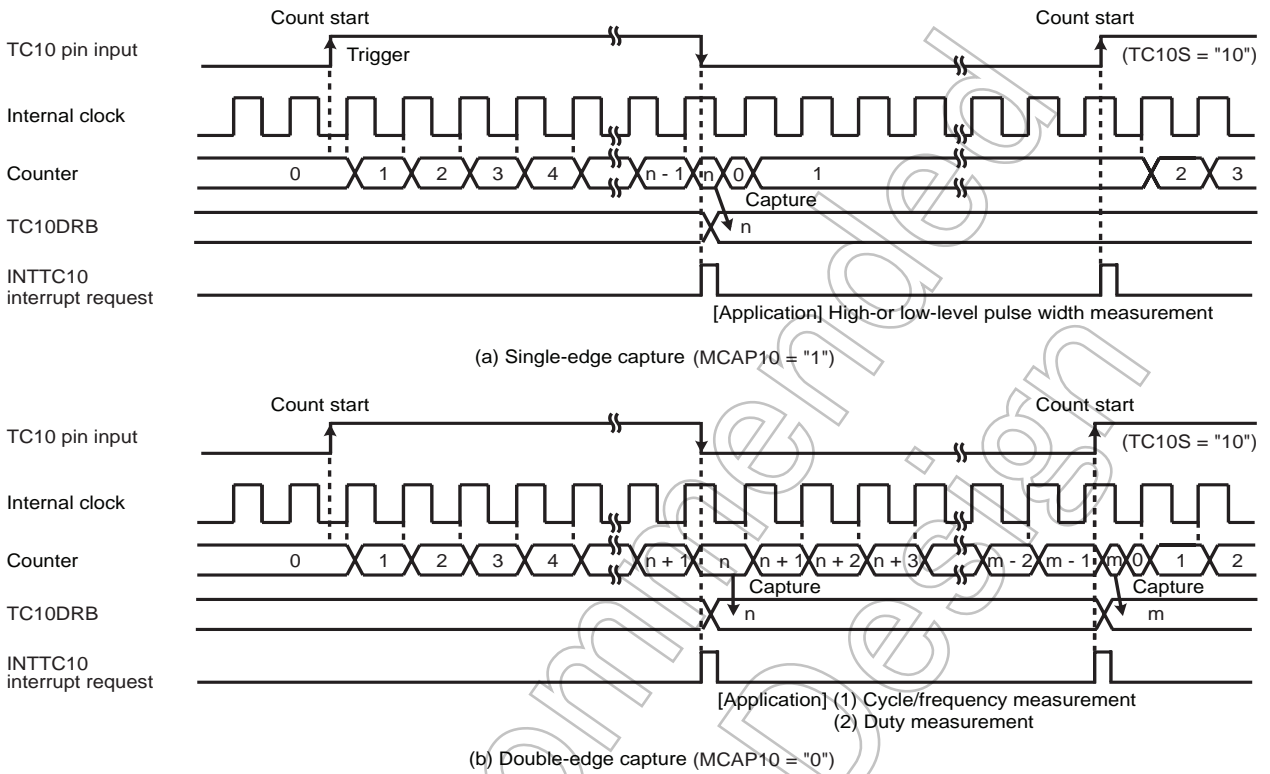 Count start Count start
TC10 pin input Trigger (TC10S = "10")
Internal clock
Counter 0 1 2 3 4 n - 1 n 0 1 2 3
Capture
TC10DRB n
INTTC10
interrupt request
[Application] High-or low-level pulse width measurement
(a) Single-edge capture (MCAP10 = "1")
Count start Count start
TC10 pin input (TC10S = "10")
Internal clock
Counter 0 1 2 3 4 n + 1 n n + 1 n + 2 n + 3 m - 2 m - 1 m 0 1 2
Capture Capture
TC10DRB n m
INTTC10
interrupt request
[Application] (1) Cycle/frequency measurement
(2) Duty measurement
(b) Double-edge capture (MCAP10 = "0")